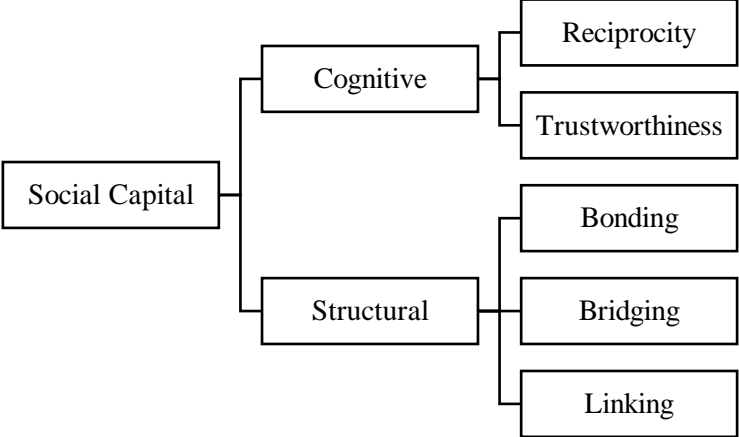 Social Capital
Cognitive
Reciprocity
Trustworthiness
Structural
Bonding
Bridging
Linking